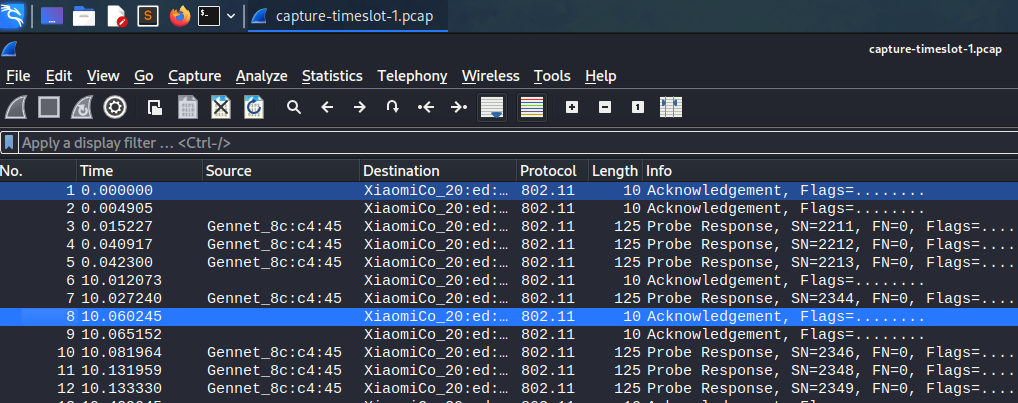 capture-timeslot-1.pcap
capture-timeslot-1.pcap
File Edit View Go Capture Analyze Statistics Telephony Wireless Tools Help
Apply a display filter ... <Ctrl-/>
No. Time Source Destination Protocol Length Info
1 0.000000 XiaomiCo_20:ed:… 802.11 10 Acknowledgement, Flags=........
2 0.004905 XiaomiCo_20:ed:… 802.11 10 Acknowledgement, Flags=........
3 0.015227 Gennet_8c:c4:45 XiaomiCo_20:ed:… 802.11 125 Probe Response, SN=2211, FN=0, Flags=....
4 0.040917 Gennet_8c:c4:45 XiaomiCo_20:ed:… 802.11 125 Probe Response, SN=2212, FN=0, Flags=....
5 0.042300 Gennet_8c:c4:45 XiaomiCo_20:ed:… 802.11 125 Probe Response, SN=2213, FN=0, Flags=....
6 10.012073 XiaomiCo_20:ed:… 802.11 10 Acknowledgement, Flags=........
7 10.027240 Gennet_8c:c4:45 XiaomiCo_20:ed:… 802.11 125 Probe Response, SN=2344, FN=0, Flags=....
8 10.060245 XiaomiCo_20:ed:… 802.11 10 Acknowledgement, Flags=........
9 10.065152 XiaomiCo_20:ed:… 802.11 10 Acknowledgement, Flags=........
10 10.081964 Gennet_8c:c4:45 XiaomiCo_20:ed:… 802.11 125 Probe Response, SN=2346, FN=0, Flags=....
11 10.131959 Gennet_8c:c4:45 XiaomiCo_20:ed:… 802.11 125 Probe Response, SN=2348, FN=0, Flags=....
12 10.133330 Gennet_8c:c4:45 XiaomiCo_20:ed:… 802.11 125 Probe Response, SN=2349, FN=0, Flags=....